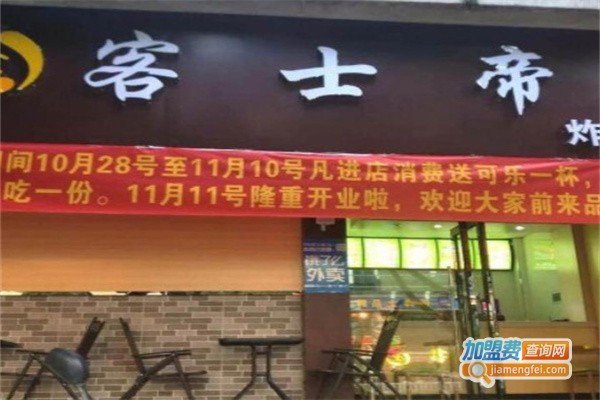 客士帝
炸
间10月28号至11月10号凡进店消费送可乐一杯，
吃一份。11月11号隆重开业啦，欢迎大家前来品
饿了么
外卖
加盟费查询网
jiamengfei.com